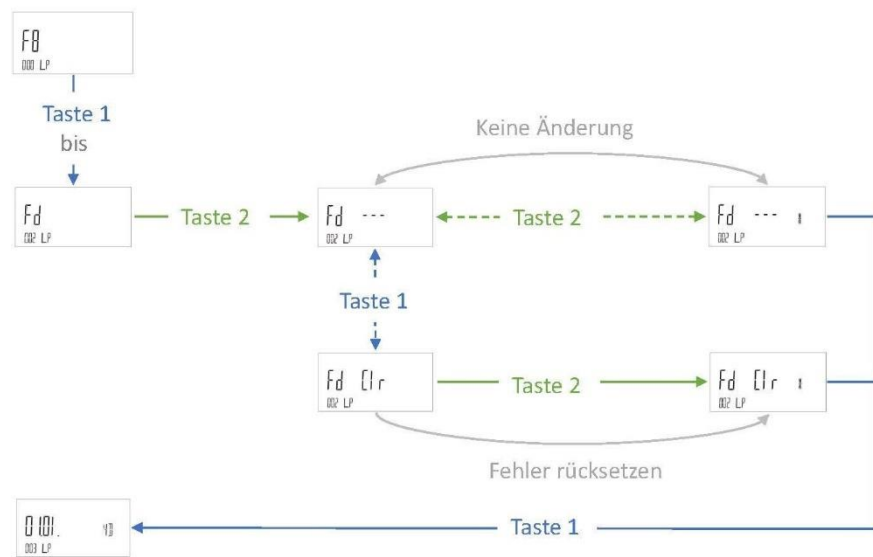 F8
000 LP
Taste 1
bis
Keine Änderung
Fd
002 LP
Taste 2
Fd ---
002 LP
Taste 2
Fd ---
002 LP
Taste 1
Fd Clr
002 LP
Taste 2
Fd Clr
002 LP
Fehler rücksetzen
0101.
003 LP
Taste 1